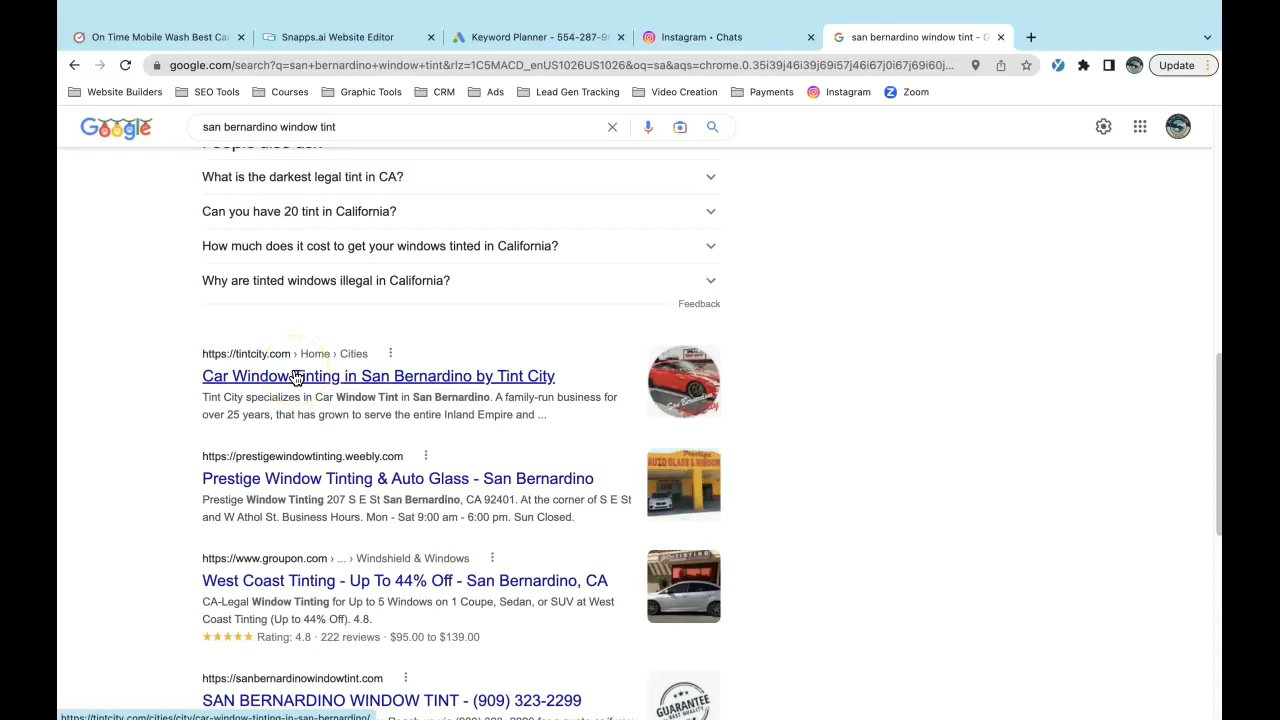 On Time Mobile Wash Best Ca
Snapps.ai Website Editor
Keyword Planner - 554-287-9
Instagram • Chats
san bernardino window tint - G
google.com/search?q=san+bernardino+window+tint&rlz=1C5MACD_enUS1026US1026&oq=sa&aqs=chrome.0.35i39j46i39j69i57j46i67j0i67j69i60j...
Update
Website Builders
SEO Tools
Courses
Graphic Tools
CRM
Ads
Lead Gen Tracking
Video Creation
Payments
Instagram
Zoom
Google
san bernardino window tint
People also ask
What is the darkest legal tint in CA?
Can you have 20 tint in California?
How much does it cost to get your windows tinted in California?
Why are tinted windows illegal in California?
Feedback
https://tintcity.com › Home › Cities
Car Window Tinting in San Bernardino by Tint City
Tint City specializes in Car Window Tint in San Bernardino. A family-run business for
over 25 years, that has grown to serve the entire Inland Empire and ...
https://prestigewindowtinting.weebly.com
Prestige Window Tinting & Auto Glass - San Bernardino
Prestige Window Tinting 207 S E St San Bernardino, CA 92401. At the corner of S E St
and W Athol St. Business Hours. Mon - Sat 9:00 am - 6:00 pm. Sun Closed.
Prestige
AUTO GLASS & WINDOW
https://www.groupon.com › ... › Windshield & Windows
West Coast Tinting - Up To 44% Off - San Bernardino, CA
CA-Legal Window Tinting for Up to 5 Windows on 1 Coupe, Sedan, or SUV at West
Coast Tinting (Up to 44% Off). 4.8.
Rating: 4.8 · 222 reviews · $95.00 to $139.00
https://sanbernardinowindowtint.com
SAN BERNARDINO WINDOW TINT - (909) 323-2299
GUARANTEE
https://tintcity.com/cities/city/car-window-tinting-in-san-bernardino/